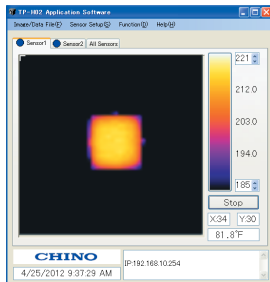 TP-H02 Application Software
Image/Data File(F) Sensor Setup(S) Function(D) Help(H)
Sensor1 Sensor2 All Sensors
221
212.0
203.0
194.0
185
Stop
X:34 Y:30
81.8°F
CHINO
IP:192.168.10.254
4/25/2012 9:37:29 AM